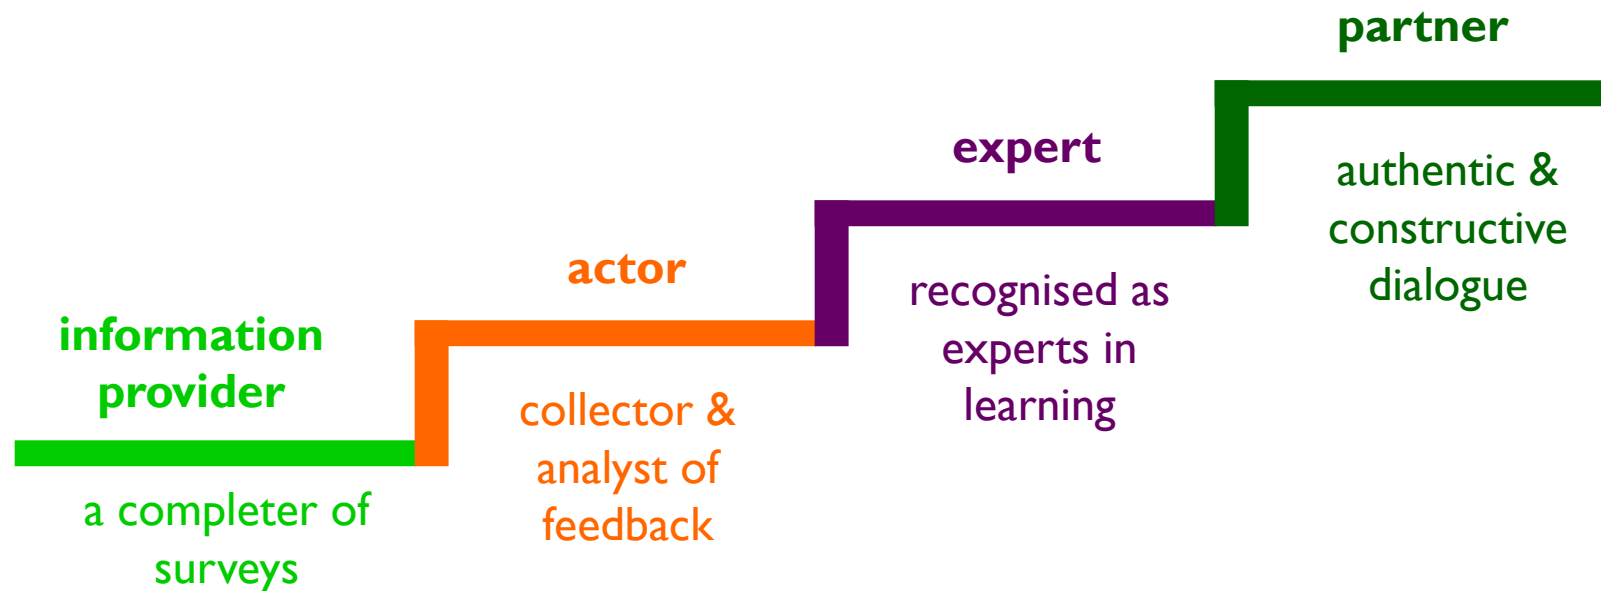 information
provider
a completer of
surveys
actor
collector &
analyst of
feedback
expert
recognised as
experts in
learning
partner
authentic &
constructive
dialogue